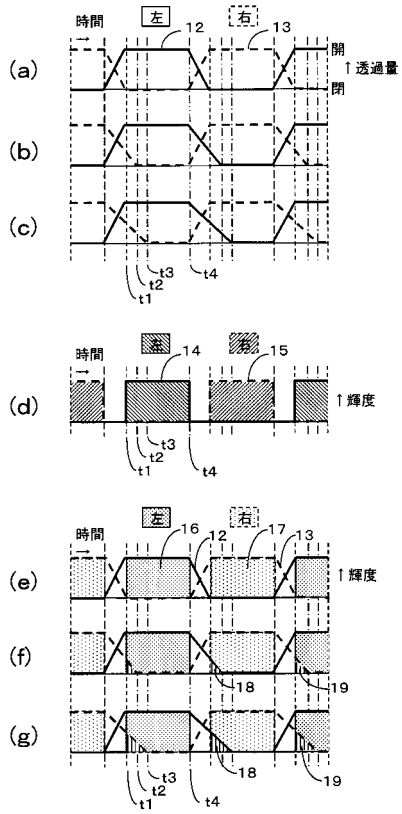 時間 左 12 右 13
→
(a) 開
↑透過量
閉
(b)
(c)
t3
t2
t1 t4
時間 左 14 右 15
→
(d) ↑輝度
t3
t2
t1 t4
時間 左 16 12 右 17 13
→
(e) ↑輝度
(f)
18 19
(g)
18 19
t3
t2
t1 t4